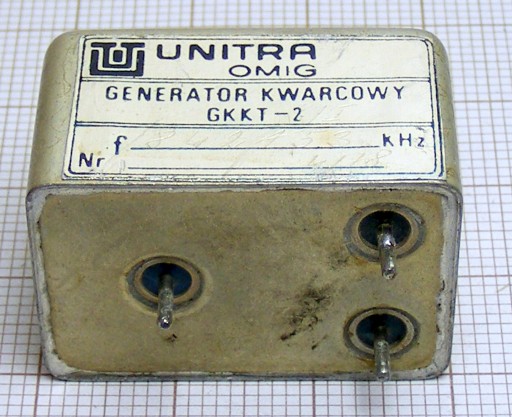 UNITRA
OMIG
GENERATOR KWARCOWY
GKKT-2
f KHz
Nr